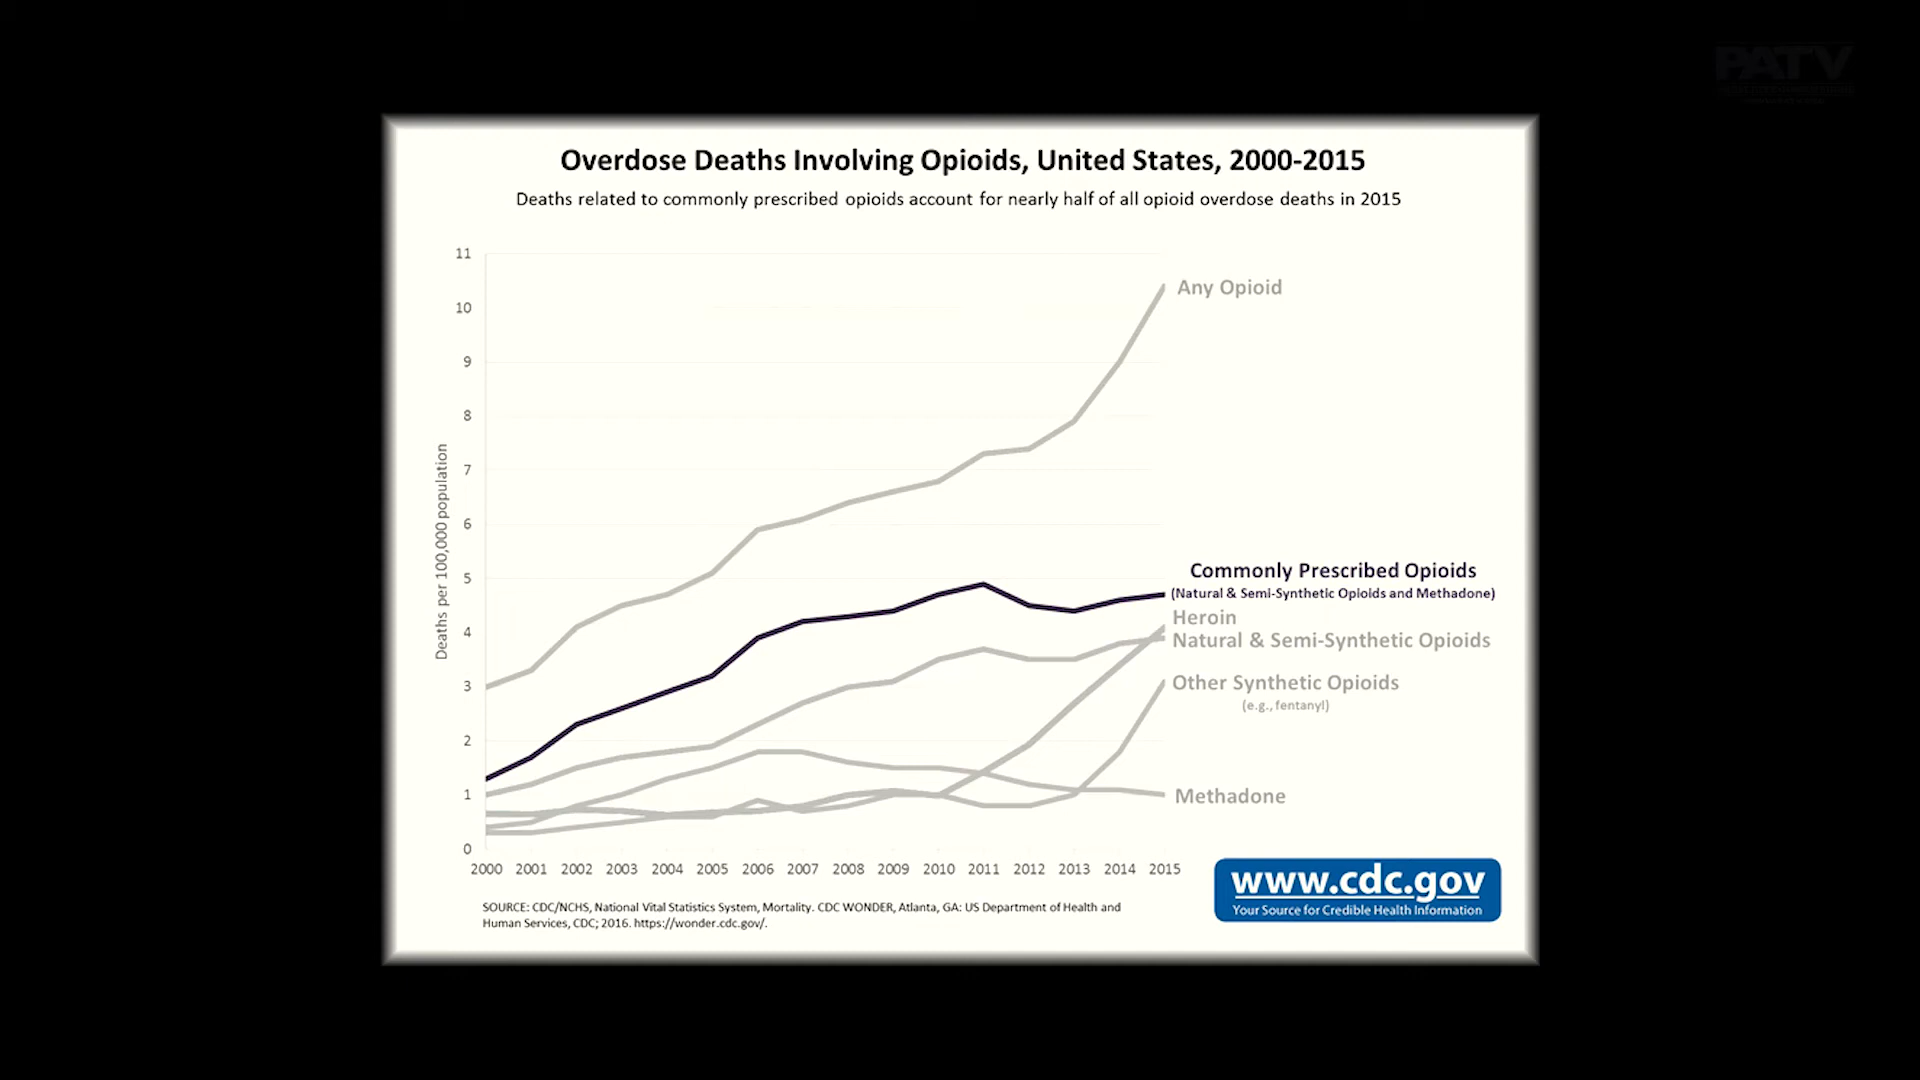 PATV
Overdose Deaths Involving Opioids, United States, 2000-2015
Deaths related to commonly prescribed opioids account for nearly half of all opioid overdose deaths in 2015
Deaths per 100,000 population
11
10
9
8
7
6
5
4
3
2
1
0
Any Opioid
Commonly Prescribed Opioids
(Natural & Semi-Synthetic Opioids and Methadone)
Heroin
Natural & Semi-Synthetic Opioids
Other Synthetic Opioids
(e.g., fentanyl)
Methadone
2000 2001 2002 2003 2004 2005 2006 2007 2008 2009 2010 2011 2012 2013 2014 2015
SOURCE: CDC/NCHS, National Vital Statistics System, Mortality. CDC WONDER, Atlanta, GA: US Department of Health and
Human Services, CDC; 2016. https://wonder.cdc.gov/.
www.cdc.gov
Your Source for Credible Health Information